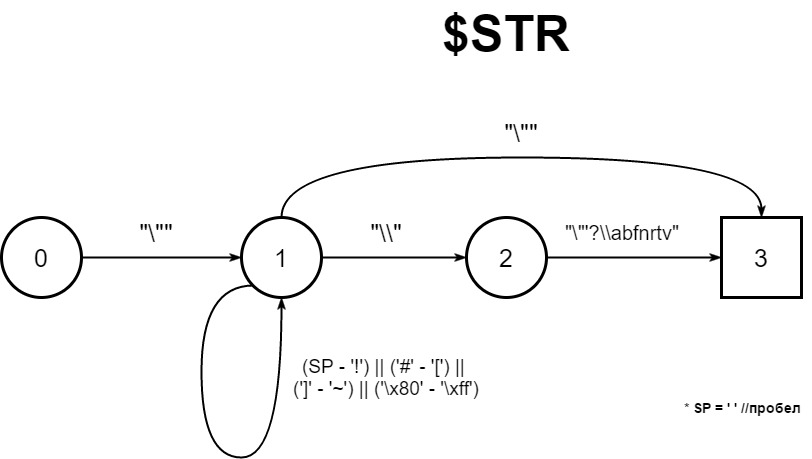 $STR
"\""
"\""
"\\"
"\"'?\\abfnrtv"
0
1
2
3
(SP - '!') || ('#' - '[') ||
(']' - '~') || ('\x80' - '\xff')
* SP = ' ' //пробел